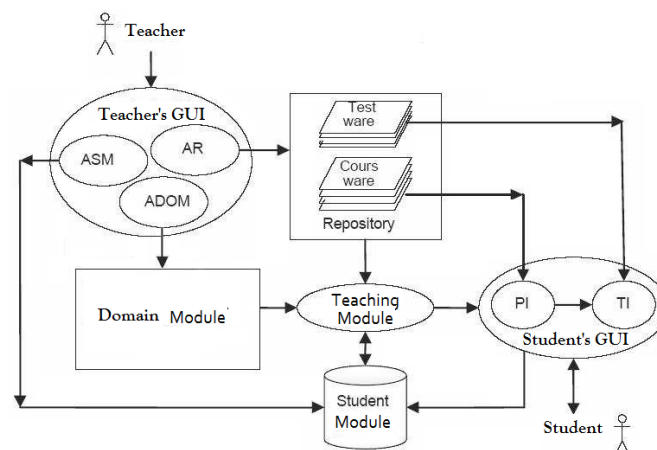 Teacher
Teacher's GUI
ASM
AR
ADOM
Test
ware
Cours
ware
Repository
Domain Module
Teaching
Module
PI
TI
Student's GUI
Student
Module
Student